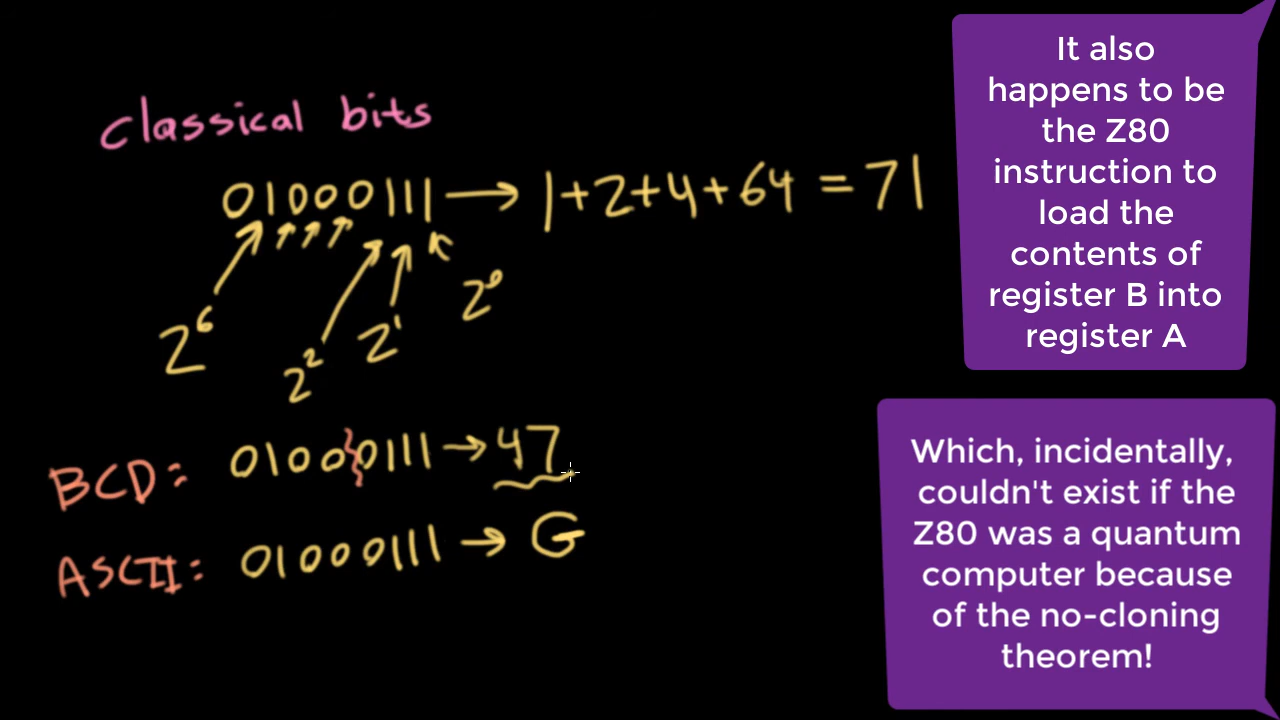 classical bits
01000111 → 1+2+4+64 = 71
2⁶ 2² 2¹ 2⁰
BCD: 0100}0111 → 47
ASCII: 01000111 → G
It also
happens to be
the Z80
instruction to
load the
contents of
register B into
register A
Which, incidentally,
couldn't exist if the
Z80 was a quantum
computer because
of the no-cloning
theorem!